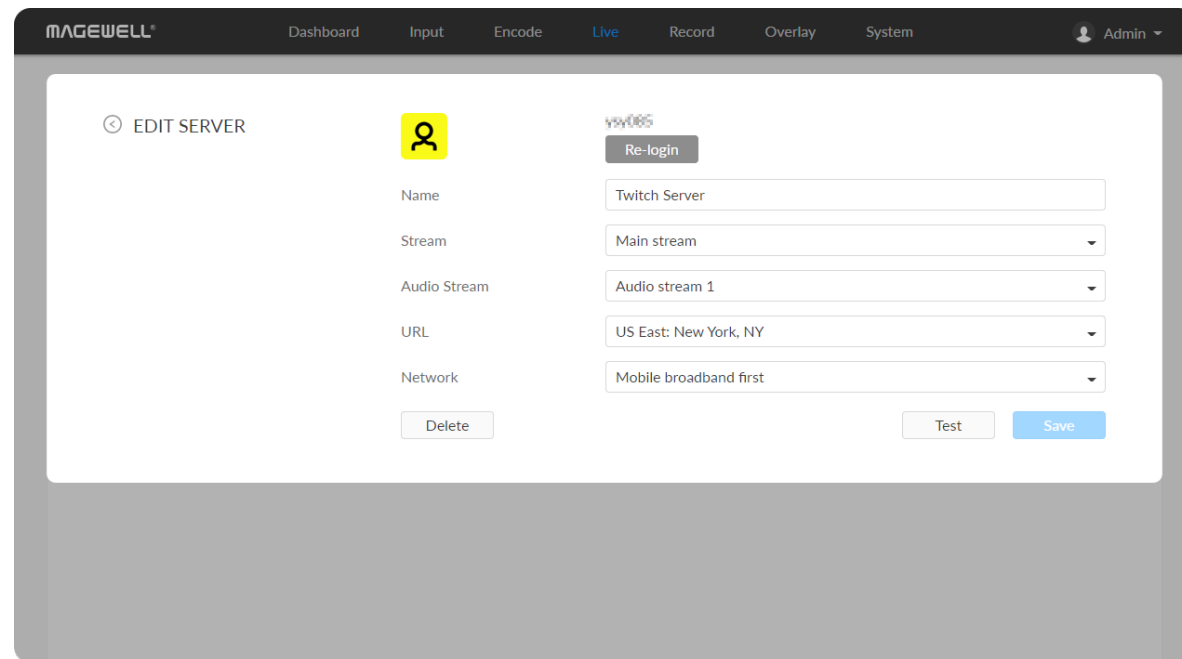 MAGEWELL®
Dashboard Input Encode Live Record Overlay System Admin
EDIT SERVER
Re-login
Name Twitch Server
Stream Main stream
Audio Stream Audio stream 1
URL US East: New York, NY
Network Mobile broadband first
Delete Test Save